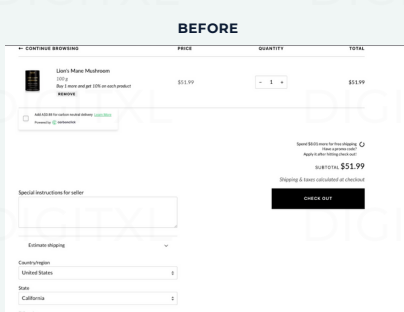 BEFORE
← CONTINUE BROWSING PRICE QUANTITY TOTAL
Lion's Mane Mushroom
100 g
Buy 1 more and get 10% on each product
REMOVE
$51.99 − 1 + $51.99
for carbon neutral delivery
Powered by
Spend $8.01 more for free shipping
Have a promo code?
Apply it after hitting check out!
SUBTOTAL $51.99
Shipping & taxes calculated at checkout
CHECK OUT
Special instructions for seller
Estimate shipping
Country/region
United States
State
California
DIGITXL